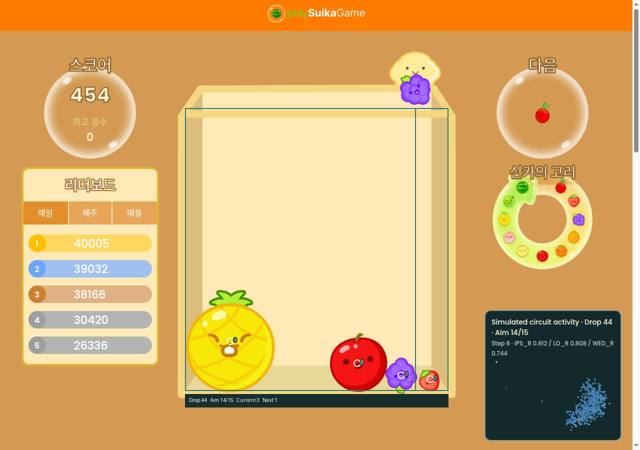 playSuikaGame
스코어
454
최고 점수
0
다음
리더보드
매일 매주 매월
1 40005
2 39032
3 38166
4 30420
5 26336
신카의 고리
Simulated circuit activity · Drop 44
· Aim 14/15
Step 6 · IPS_R 0.912 / LO_R 0.808 / WED_R
0.744
Drop 44 Aim 14/15 Current 3 Next 1